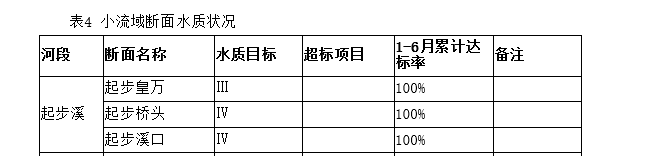 表4 小流域断面水质状况
河段 断面名称 水质目标 超标项目 1-6月累计达标率 备注
起步溪 起步皇万 III 100%
起步桥头 IV 100%
起步溪口 IV 100%